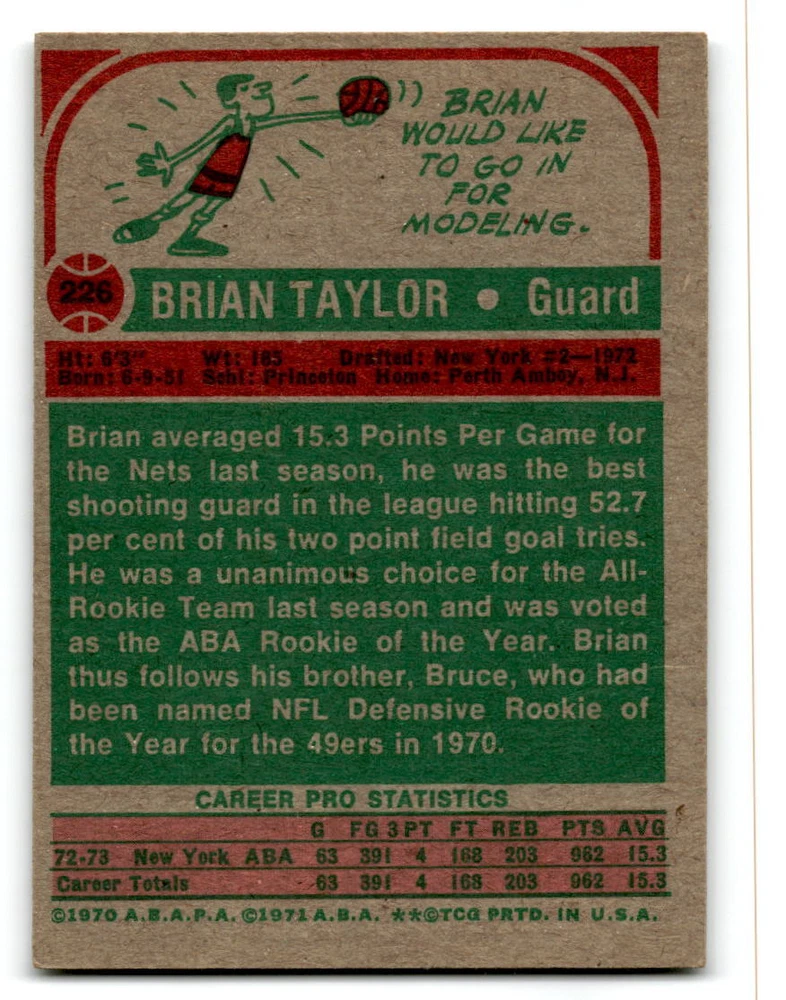 BRIAN
WOULD LIKE
TO GO IN
FOR
MODELING.
226 BRIAN TAYLOR • Guard
Ht: 6'3" Wt: 185 Drafted: New York #2—1972
Born: 6-9-51 Schl: Princeton Home: Perth Amboy, N.J.
Brian averaged 15.3 Points Per Game for
the Nets last season, he was the best
shooting guard in the league hitting 52.7
per cent of his two point field goal tries.
He was a unanimous choice for the All-
Rookie Team last season and was voted
as the ABA Rookie of the Year. Brian
thus follows his brother, Bruce, who had
been named NFL Defensive Rookie of
the Year for the 49ers in 1970.
CAREER PRO STATISTICS
G FG 3PT FT REB PTS AVG
72-73 New York ABA 63 391 4 168 203 962 15.3
Career Totals 63 391 4 168 203 962 15.3
©1970 A.B.A.P.A. ©1971 A.B.A. **©TCG PRTD. IN U.S.A.